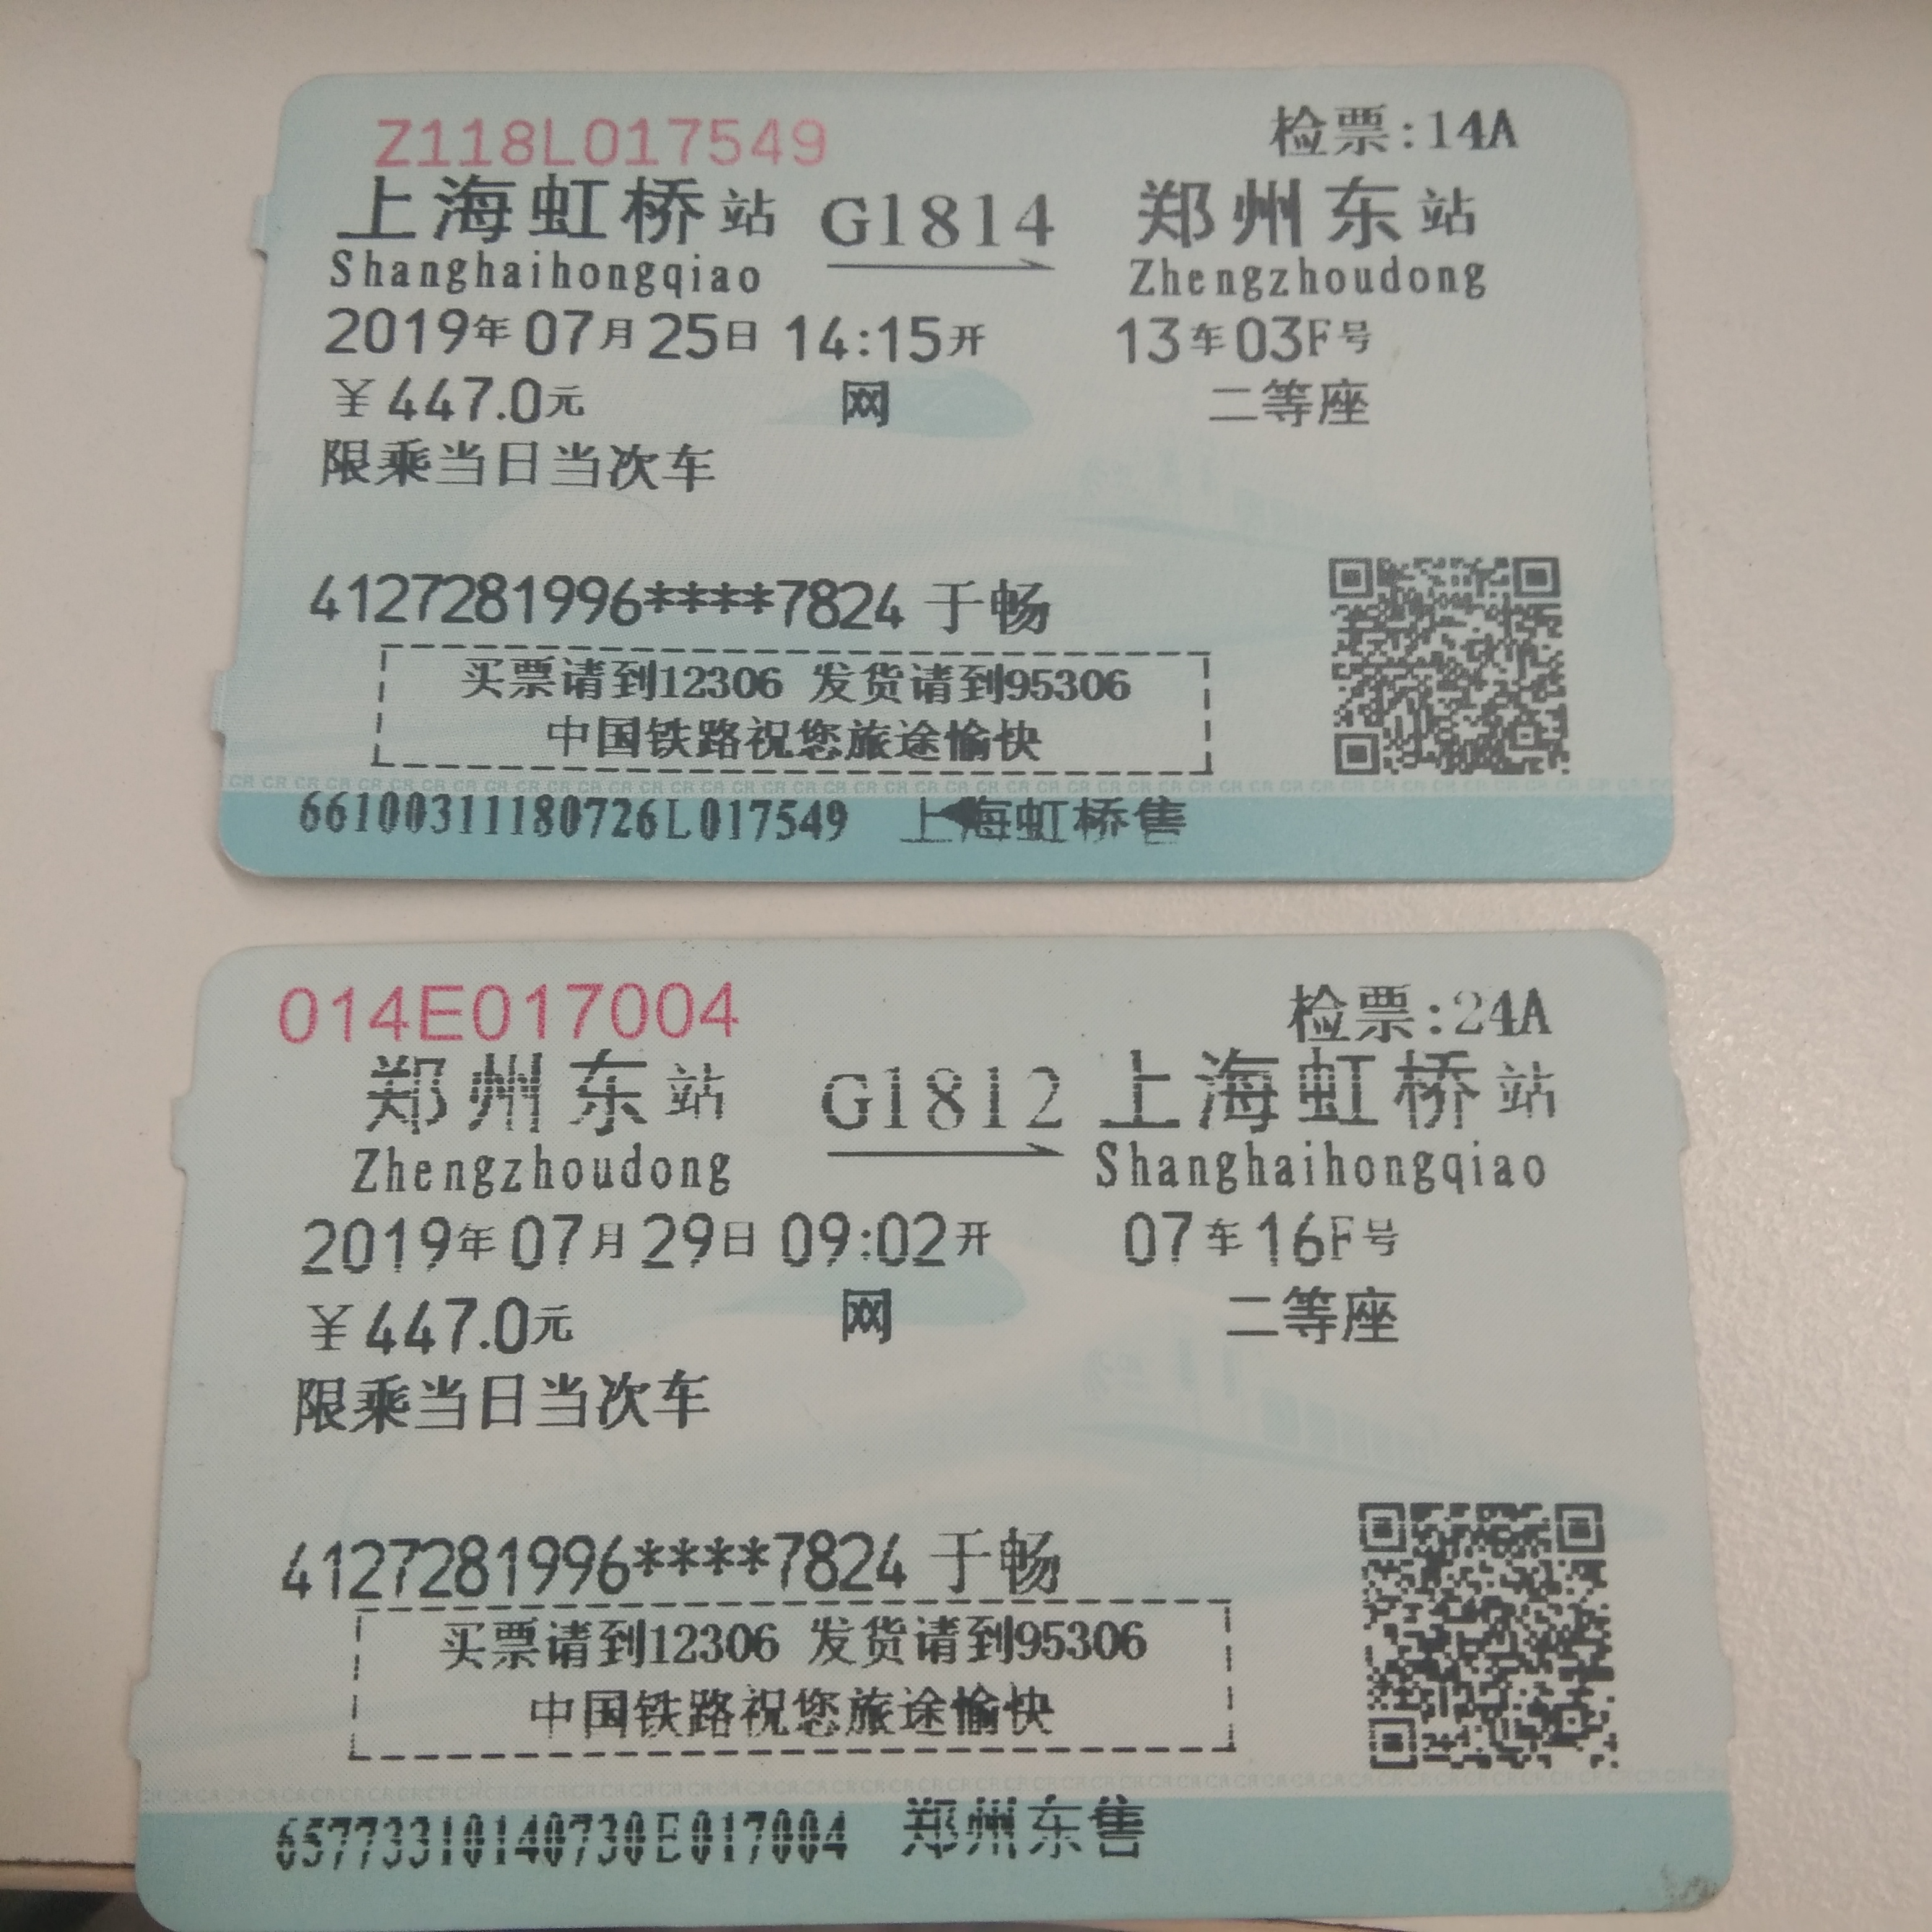 Z118L017549 检票:14A
上海虹桥站 G1814 郑州东站
Shanghaihongqiao Zhengzhoudong
2019年07月25日 14:15开 13车03F号
¥447.0元 网 二等座
限乘当日当次车
4127281996****7824 于畅
买票请到12306 发货请到95306
中国铁路祝您旅途愉快
66100311180726L017549 上海虹桥售
014E017004 检票:24A
郑州东站 G1812 上海虹桥站
Zhengzhoudong Shanghaihongqiao
2019年07月29日 09:02开 07车16F号
¥447.0元 网 二等座
限乘当日当次车
4127281996****7824 于畅
买票请到12306 发货请到95306
中国铁路祝您旅途愉快
65773310140730E017004 郑州东售